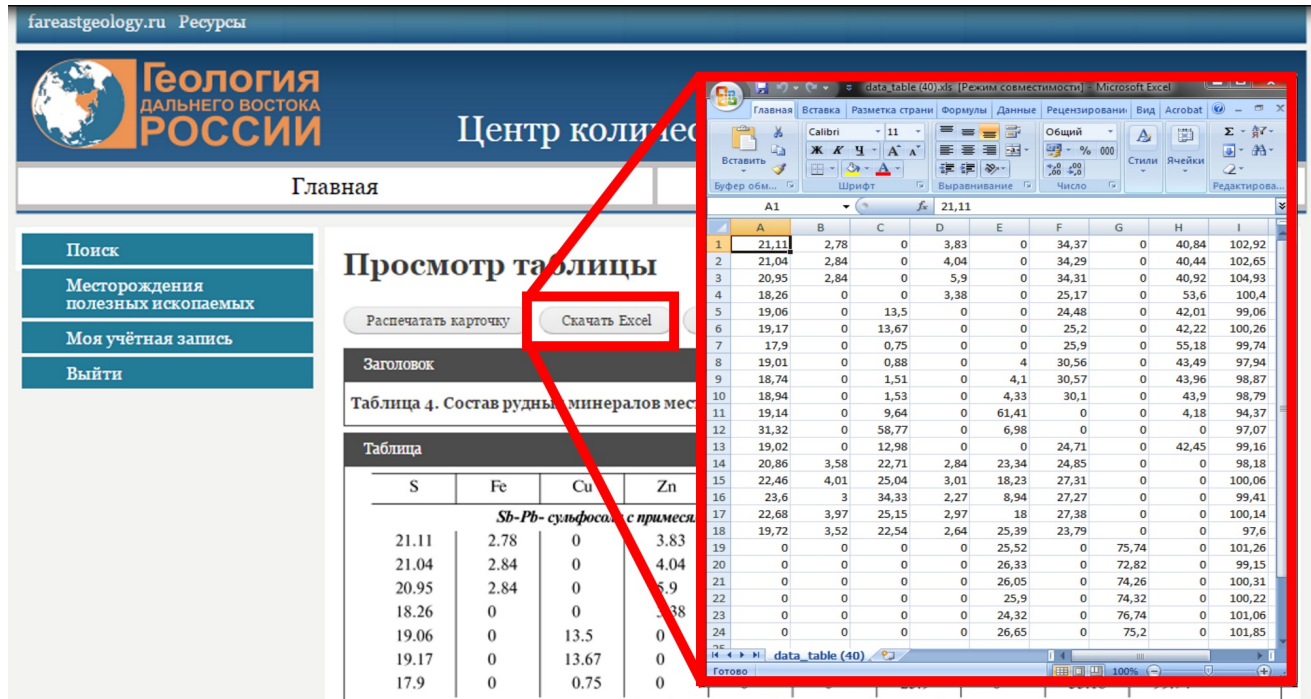 fareastgeology.ru Ресурсы
Геология
ДАЛЬНЕГО ВОСТОКА
РОССИИ
Центр колич
Главная
Поиск
Месторождения
полезных ископаемых
Моя учётная запись
Выйти
Просмотр таблицы
Распечатать карточку Скачать Excel
Заголовок
Таблица 4. Состав рудных минералов мес
Таблица
S Fe Cu Zn
Sb-Pb- сульфосоли с примеся
21.11 2.78 0 3.83
21.04 2.84 0 4.04
20.95 2.84 0 5.9
18.26 0 0 3.38
19.06 0 13.5 0
19.17 0 13.67 0
17.9 0 0.75 0
data_table (40).xls [Режим совместимости] - Microsoft Excel
Главная Вставка Разметка страни Формулы Данные Рецензировани Вид Acrobat
Вставить
Calibri 11
Ж К Ч А А
А
Общий
% 000
Стили Ячейки
Буфер обм... Шрифт Выравнивание Число Редактирова...
A1 fx 21,11
A B C D E F G H I
1 21,11 2,78 0 3,83 0 34,37 0 40,84 102,92
2 21,04 2,84 0 4,04 0 34,29 0 40,44 102,65
3 20,95 2,84 0 5,9 0 34,31 0 40,92 104,93
4 18,26 0 0 3,38 0 25,17 0 53,6 100,4
5 19,06 0 13,5 0 0 24,48 0 42,01 99,06
6 19,17 0 13,67 0 0 25,2 0 42,22 100,26
7 17,9 0 0,75 0 0 25,9 0 55,18 99,74
8 19,01 0 0,88 0 4 30,56 0 43,49 97,94
9 18,74 0 1,51 0 4,1 30,57 0 43,96 98,87
10 18,94 0 1,53 0 4,33 30,1 0 43,9 98,79
11 19,14 0 9,64 0 61,41 0 0 4,18 94,37
12 31,32 0 58,77 0 6,98 0 0 0 97,07
13 19,02 0 12,98 0 0 24,71 0 42,45 99,16
14 20,86 3,58 22,71 2,84 23,34 24,85 0 0 98,18
15 22,46 4,01 25,04 3,01 18,23 27,31 0 0 100,06
16 23,6 3 34,33 2,27 8,94 27,27 0 0 99,41
17 22,68 3,97 25,15 2,97 18 27,38 0 0 100,14
18 19,72 3,52 22,54 2,64 25,39 23,79 0 0 97,6
19 0 0 0 0 25,52 0 75,74 0 101,26
20 0 0 0 0 26,33 0 72,82 0 99,15
21 0 0 0 0 26,05 0 74,26 0 100,31
22 0 0 0 0 25,9 0 74,32 0 100,22
23 0 0 0 0 24,32 0 76,74 0 101,06
24 0 0 0 0 26,65 0 75,2 0 101,85
data_table (40)
Готово 100%